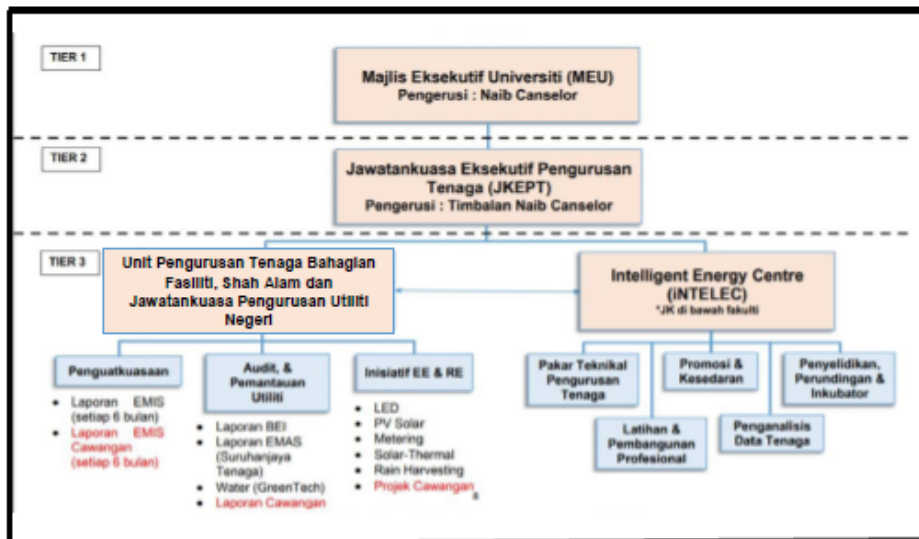 TIER 1
Majlis Eksekutif Universiti (MEU)
Pengerusi : Naib Canselor
TIER 2
Jawatankuasa Eksekutif Pengurusan
Tenaga (JKEPT)
Pengerusi : Timbalan Naib Canselor
TIER 3
Unit Pengurusan Tenaga Bahagian
Fasiliti, Shah Alam dan
Jawatankuasa Pengurusan Utiliti
Negeri
Intelligent Energy Centre
(iNTELEC)
*JK di bawah fakulti
Penguatkuasaan
• Laporan EMIS
(setiap 6 bulan)
• Laporan EMIS
Cawangan
(setiap 6 bulan)
Audit, &
Pemantauan
Utiliti
• Laporan BEI
• Laporan EMAS
(Suruhanjaya
Tenaga)
• Water (GreenTech)
• Laporan Cawangan
Inisiatif EE & RE
• LED
• PV Solar
• Metering
• Solar-Thermal
• Rain Harvesting
• Projek Cawangan
8
Pakar Teknikal
Pengurusan
Tenaga
Promosi &
Kesedaran
Penyelidikan,
Perundingan &
Inkubator
Latihan &
Pembangunan
Profesional
Penganalisis
Data Tenaga